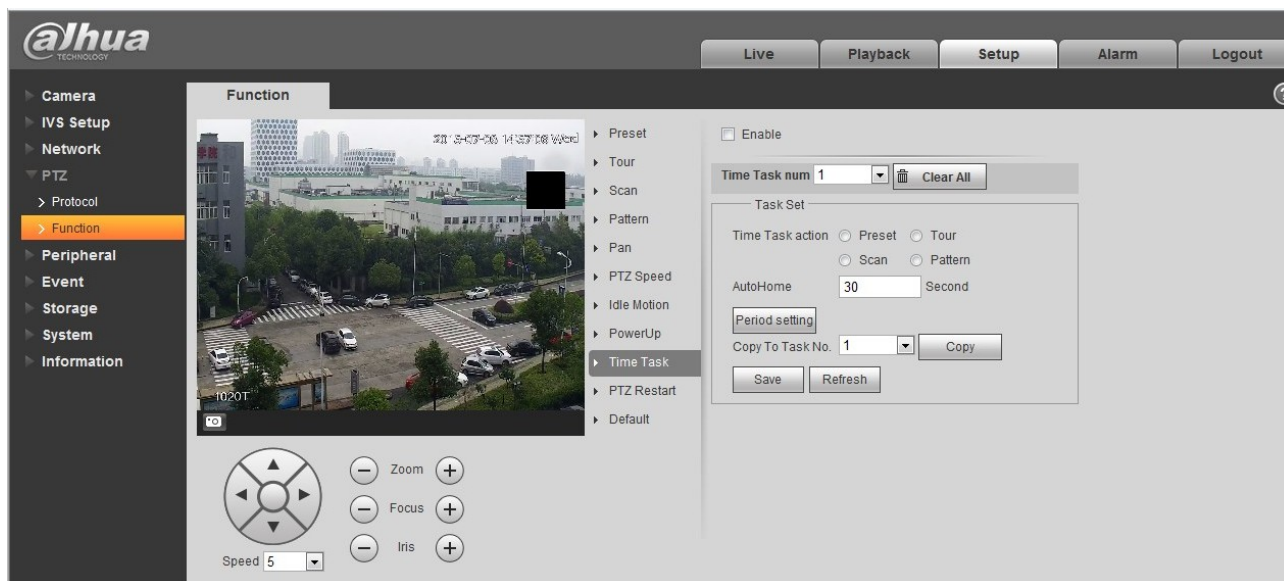 alhua
TECHNOLOGY
Live
Playback
Setup
Alarm
Logout
Camera
IVS Setup
Network
PTZ
Protocol
Function
Peripheral
Event
Storage
System
Information
Function
1020T
Zoom
Focus
Iris
Speed 5
Preset
Tour
Scan
Pattern
Pan
PTZ Speed
Idle Motion
PowerUp
Time Task
PTZ Restart
Default
Enable
Time Task num 1 Clear All
Task Set
Time Task action Preset Tour
Scan Pattern
AutoHome 30 Second
Period setting
Copy To Task No. 1 Copy
Save Refresh